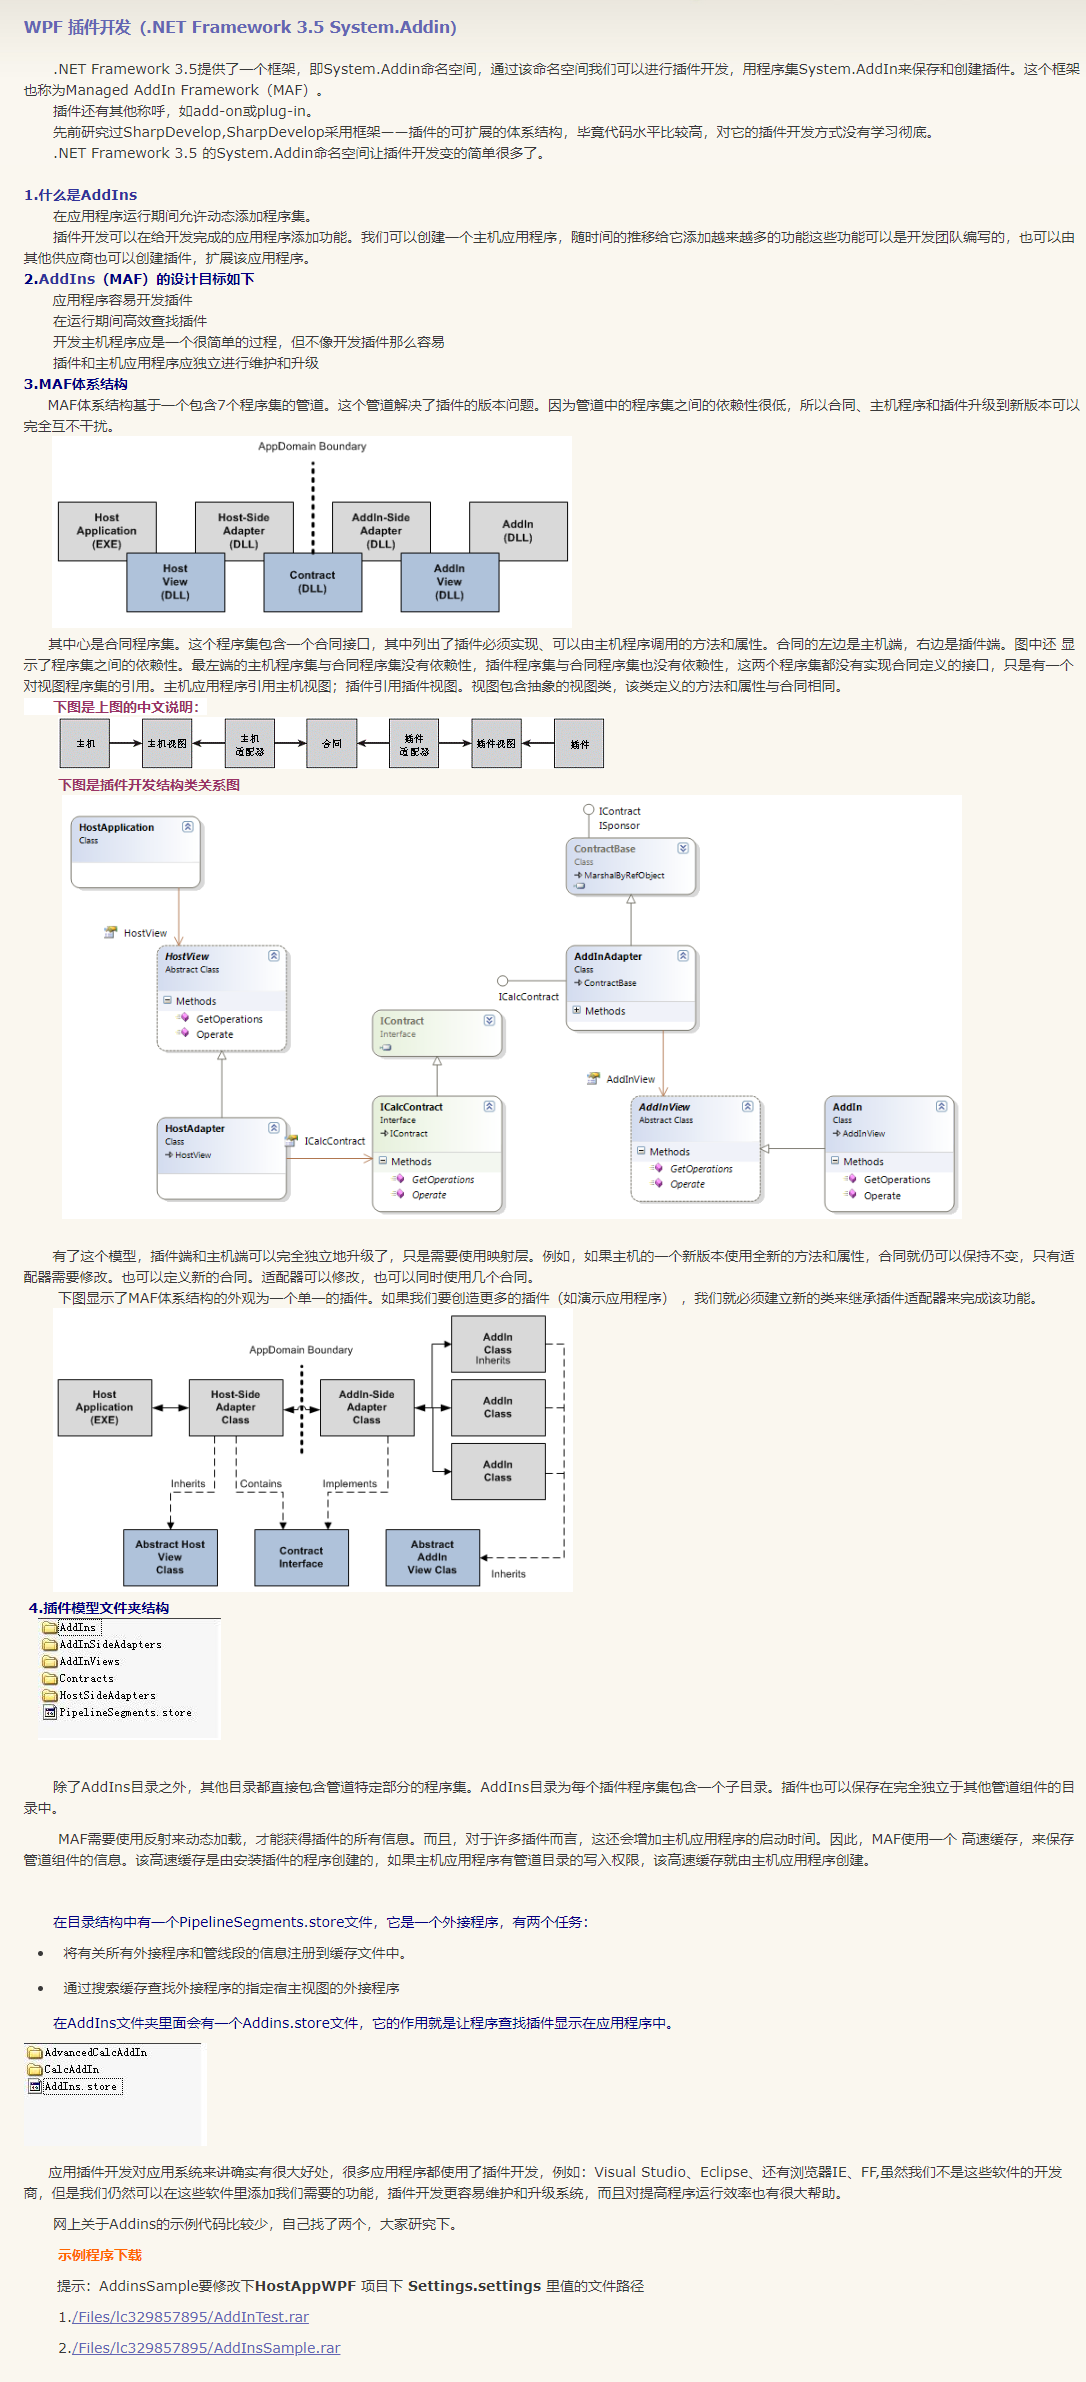 WPF 插件开发（.NET Framework 3.5 System.Addin)
.NET Framework 3.5提供了一个框架，即System.Addin命名空间，通过该命名空间我们可以进行插件开发，用程序集System.AddIn来保存和创建插件。这个框架
也称为Managed AddIn Framework（MAF）。
插件还有其他称呼，如add-on或plug-in。
先前研究过SharpDevelop,SharpDevelop采用框架——插件的可扩展的体系结构，毕竟代码水平比较高，对它的插件开发方式没有学习彻底。
.NET Framework 3.5 的System.Addin命名空间让插件开发变的简单很多了。
1.什么是AddIns
在应用程序运行期间允许动态添加程序集。
插件开发可以在给开发完成的应用程序添加功能。我们可以创建一个主机应用程序，随时间的推移给它添加越来越多的功能这些功能可以是开发团队编写的，也可以由
其他供应商也可以创建插件，扩展该应用程序。
2.AddIns（MAF）的设计目标如下
应用程序容易开发插件
在运行期间高效查找插件
开发主机程序应是一个很简单的过程，但不像开发插件那么容易
插件和主机应用程序应独立进行维护和升级
3.MAF体系结构
MAF体系结构基于一个包含7个程序集的管道。这个管道解决了插件的版本问题。因为管道中的程序集之间的依赖性很低，所以合同、主机程序和插件升级到新版本可以
完全互不干扰。
AppDomain Boundary
Host
Application
(EXE)
Host-Side
Adapter
(DLL)
AddIn-Side
Adapter
(DLL)
AddIn
(DLL)
Host
View
(DLL)
Contract
(DLL)
AddIn
View
(DLL)
其中心是合同程序集。这个程序集包含一个合同接口，其中列出了插件必须实现、可以由主机程序调用的方法和属性。合同的左边是主机端，右边是插件端。图中还 显
示了程序集之间的依赖性。最左端的主机程序集与合同程序集没有依赖性，插件程序集与合同程序集也没有依赖性，这两个程序集都没有实现合同定义的接口，只是有一个
对视图程序集的引用。主机应用程序引用主机视图；插件引用插件视图。视图包含抽象的视图类，该类定义的方法和属性与合同相同。
下图是上图的中文说明：
主机
主机视图
主机
适配器
合同
插件
适配器
插件视图
插件
下图是插件开发结构类关系图
HostApplication
Class
HostView
HostView
Abstract Class
Methods
GetOperations
Operate
HostAdapter
Class
HostView
ICalcContract
IContract
Interface
ICalcContract
Interface
IContract
Methods
GetOperations
Operate
IContract
ISponsor
ContractBase
Class
MarshalByRefObject
ICalcContract
AddInAdapter
Class
ContractBase
Methods
AddInView
AddInView
Abstract Class
Methods
GetOperations
Operate
AddIn
Class
AddInView
Methods
GetOperations
Operate
有了这个模型，插件端和主机端可以完全独立地升级了，只是需要使用映射层。例如，如果主机的一个新版本使用全新的方法和属性，合同就仍可以保持不变，只有适
配器需要修改。也可以定义新的合同。适配器可以修改，也可以同时使用几个合同。
下图显示了MAF体系结构的外观为一个单一的插件。如果我们要创造更多的插件（如演示应用程序） ，我们就必须建立新的类来继承插件适配器来完成该功能。
AppDomain Boundary
Host
Application
(EXE)
Host-Side
Adapter
Class
AddIn-Side
Adapter
Class
AddIn
Class
Inherits
AddIn
Class
AddIn
Class
Inherits
Contains
Implements
Abstract Host
View
Class
Contract
Interface
Abstract
AddIn
View Clas
Inherits
4.插件模型文件夹结构
AddIns
AddInSideAdapters
AddInViews
Contracts
HostSideAdapters
PipelineSegments.store
除了AddIns目录之外，其他目录都直接包含管道特定部分的程序集。AddIns目录为每个插件程序集包含一个子目录。插件也可以保存在完全独立于其他管道组件的目
录中。
MAF需要使用反射来动态加载，才能获得插件的所有信息。而且，对于许多插件而言，这还会增加主机应用程序的启动时间。因此，MAF使用一个 高速缓存，来保存
管道组件的信息。该高速缓存是由安装插件的程序创建的，如果主机应用程序有管道目录的写入权限，该高速缓存就由主机应用程序创建。
在目录结构中有一个PipelineSegments.store文件，它是一个外接程序，有两个任务：
• 将有关所有外接程序和管线段的信息注册到缓存文件中。
• 通过搜索缓存查找外接程序的指定宿主视图的外接程序
在AddIns文件夹里面会有一个Addins.store文件，它的作用就是让程序查找插件显示在应用程序中。
AdvancedCalcAddIn
CalcAddIn
AddIns.store
应用插件开发对应用系统来讲确实有很大好处，很多应用程序都使用了插件开发，例如：Visual Studio、Eclipse、还有浏览器IE、FF,虽然我们不是这些软件的开发
商，但是我们仍然可以在这些软件里添加我们需要的功能，插件开发更容易维护和升级系统，而且对提高程序运行效率也有很大帮助。
网上关于Addins的示例代码比较少，自己找了两个，大家研究下。
示例程序下载
提示：AddinsSample要修改下HostAppWPF 项目下 Settings.settings 里值的文件路径
1./Files/lc329857895/AddInTest.rar
2./Files/lc329857895/AddInsSample.rar